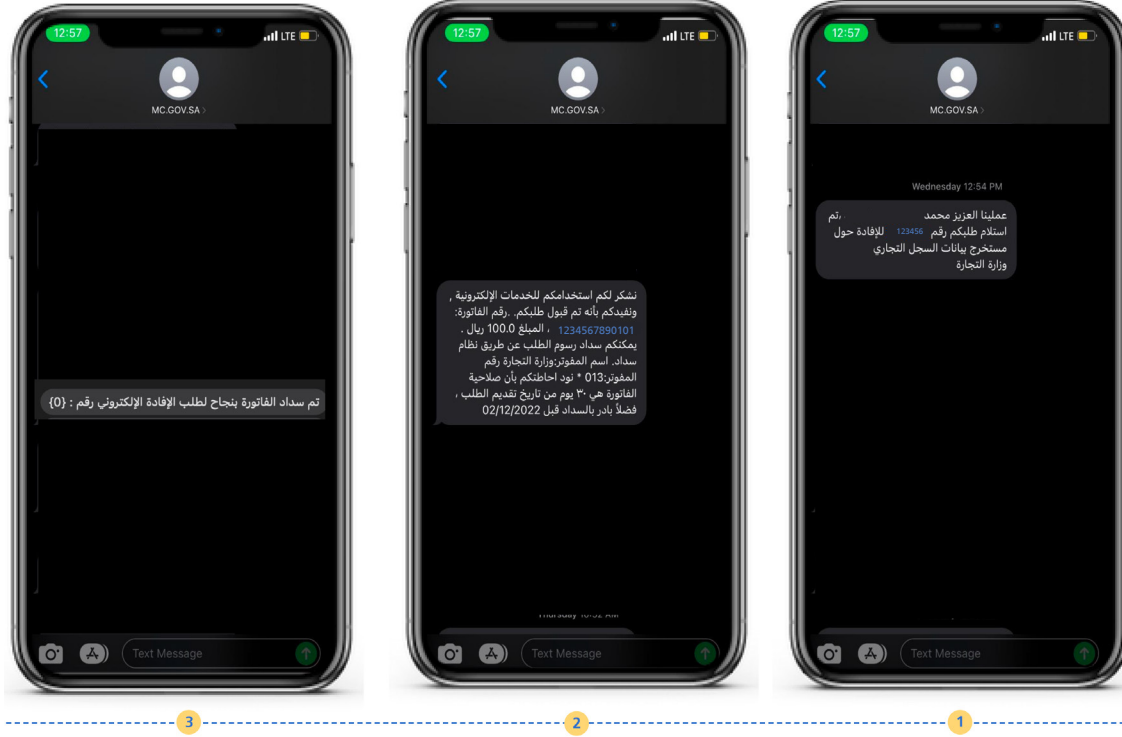 12:57
LTE
MC.GOV.SA
Wednesday 12:54 PM
عملينا العزيز محمد ،تم
استلام طلبكم رقم 123456 للإفادة حول
مستخرج بيانات السجل التجاري
وزارة التجارة
Text Message
1
12:57
LTE
MC.GOV.SA
نشكر لكم استخدامكم للخدمات الإلكترونية ,
ونفيدكم بأنه تم قبول طلبكم. .رقم الفاتورة:
1234567890101 ، المبلغ 100.0 ريال .
يمكنكم سداد رسوم الطلب عن طريق نظام
سداد. اسم المفوتر:وزارة التجارة رقم
المفوتر:013 * نود احاطتكم بأن صلاحية
الفاتورة هي ٣٠ يوم من تاريخ تقديم الطلب ،
فضلاً بادر بالسداد قبل 02/12/2022
Text Message
2
12:57
LTE
MC.GOV.SA
تم سداد الفاتورة بنجاح لطلب الإفادة الإلكتروني رقم : {0}
Text Message
3